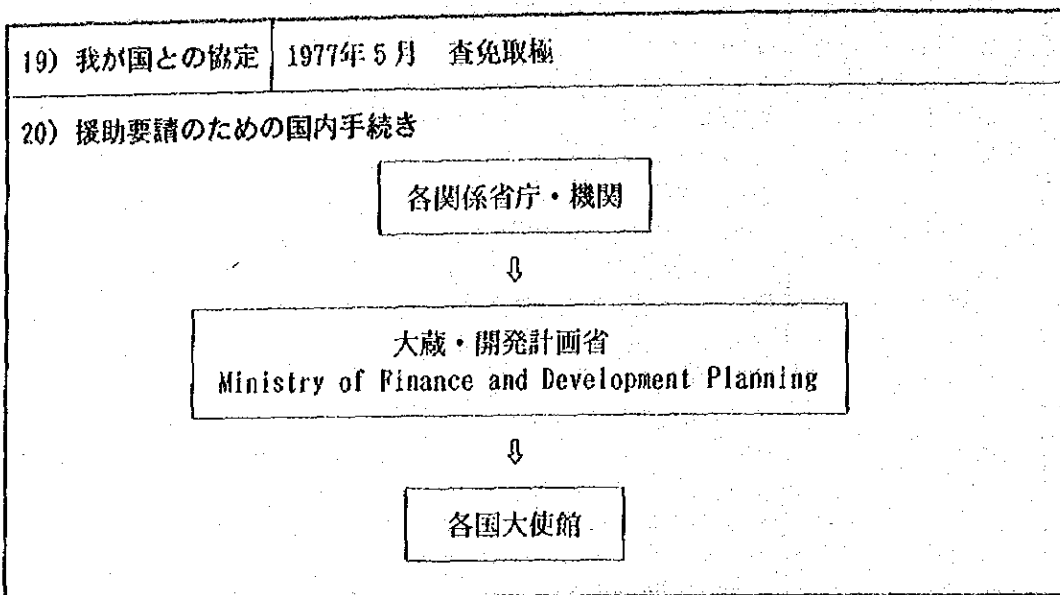 19) 我が国との協定 1977年5月 査免取極
20) 援助要請のための国内手続き
各関係省庁・機関
⇩
大蔵・開発計画省
Ministry of Finance and Development Planning
⇩
各国大使館